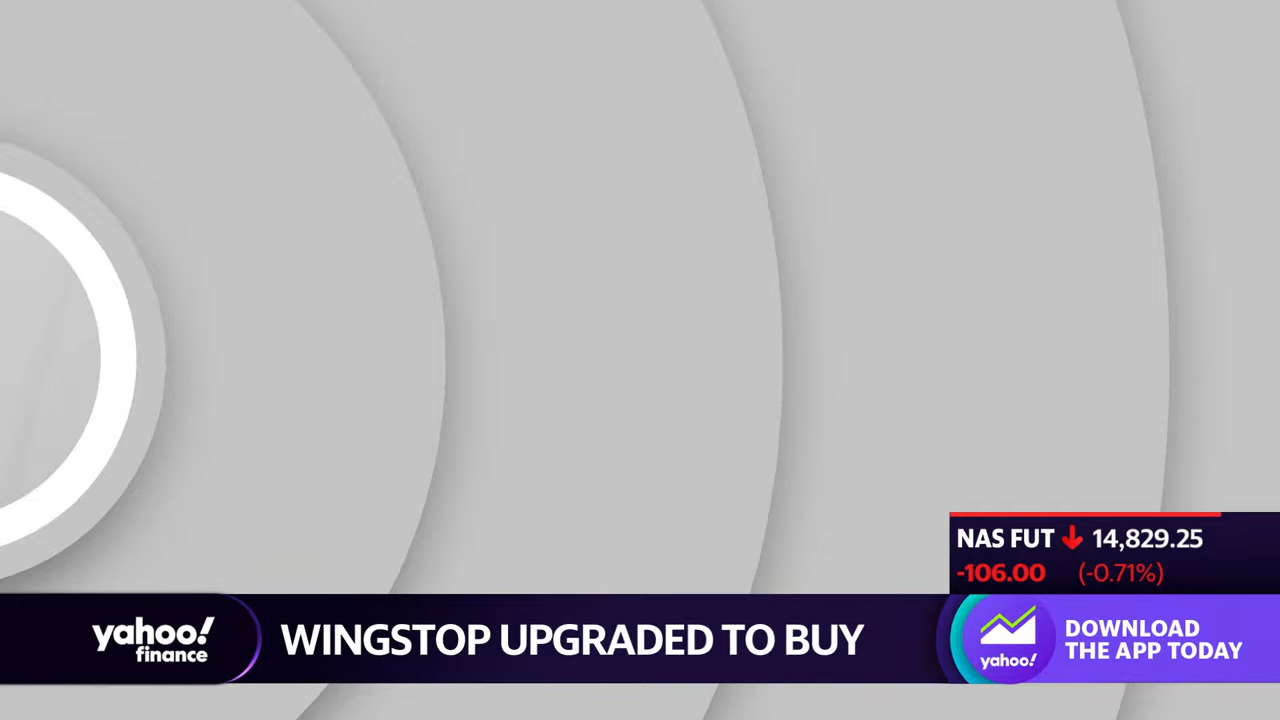 NAS FUT 14,829.25
-106.00 (-0.71%)
yahoo!
finance
WINGSTOP UPGRADED TO BUY
yahoo!
DOWNLOAD
THE APP TODAY